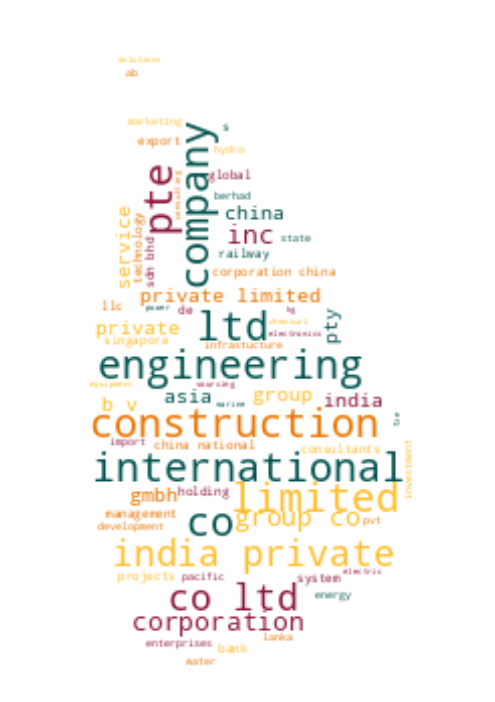 solutions
ab
marketing
s
export
hydro
company
pte
consulting
global
berhad
service
technology
china
inc
state
sdn bhd
railway
corporation china
private limited
llc
power
de
ltd
pty
chemical
private
electronics
singapore
infrastucture
engineering
equipment
sourcing
asia
group
india
b v
marine
construction
import
china national
consultants
investment
international
gmbh
holding
limited
management
co
group co
pvt
development
india private
projects
pacific
system
electric
co ltd
energy
corporation
enterprises
lanka
bank
water